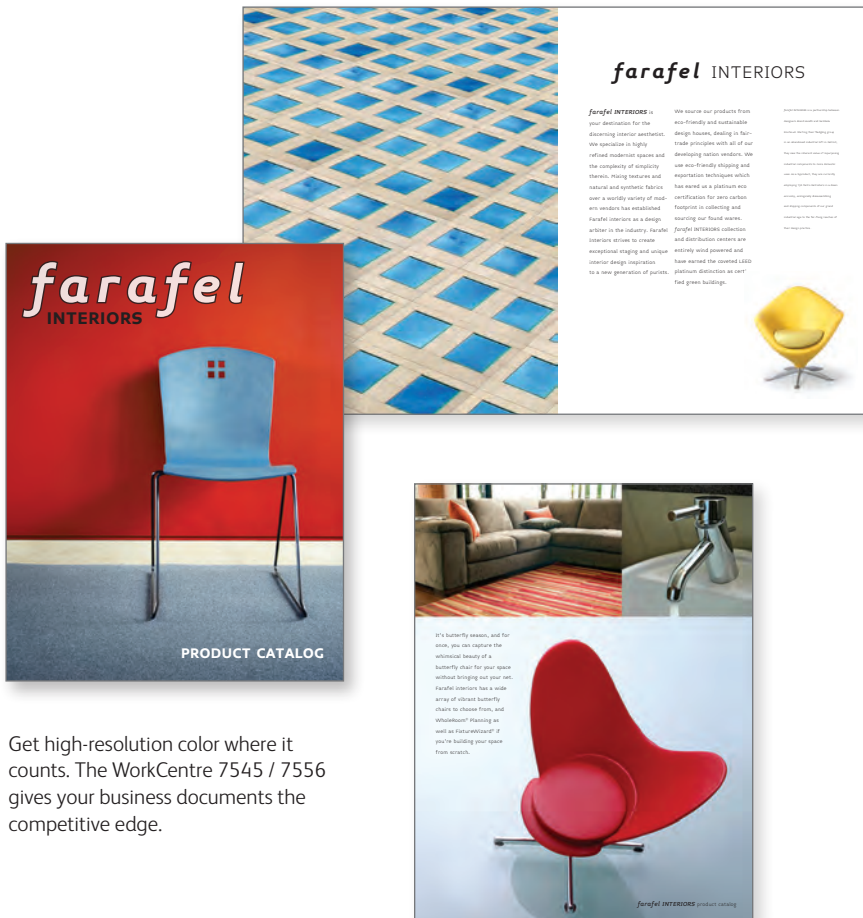 farafel INTERIORS
farafel INTERIORS is
your destination for the
discerning interior aesthetist.
We specialize in highly
refined modernist spaces and
the complexity of simplicity
therein. Mixing textures and
natural and synthetic fabrics
over a worldly variety of mod-
ern vendors has established
Farafel interiors as a design
arbiter in the industry. Farafel
Interiors strives to create
exceptional staging and unique
interior design inspiration
to a new generation of purists.
We source our products from
eco-friendly and sustainable
design houses, dealing in fair-
trade principles with all of our
developing nation vendors. We
use eco-friendly shipping and
exportation techniques which
has eared us a platinum eco
certification for zero carbon
footprint in collecting and
sourcing our found wares.
farafel INTERIORS collection
and distribution centers are
entirely wind powered and
have earned the coveted LEED
platinum distinction as cert'
fied green buildings.
farafel
INTERIORS
PRODUCT CATALOG
It's butterfly season, and for
once, you can capture the
whimsical beauty of a
butterfly chair for your space
without bringing out your net.
Farafel Interiors has a wide
array of vibrant butterfly
chairs to choose from, and
WholeRoom® Planning as
well as FixtureWizard® if
you're building your space
from scratch.
farafel INTERIORS product catalog
Get high-resolution color where it
counts. The WorkCentre 7545 / 7556
gives your business documents the
competitive edge.